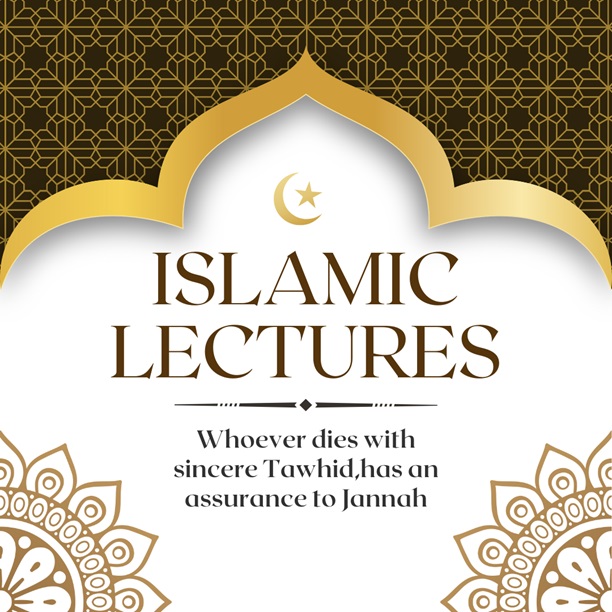 ISLAMIC
LECTURES
Whoever dies with
sincere Tawhid,has an
assurance to Jannah